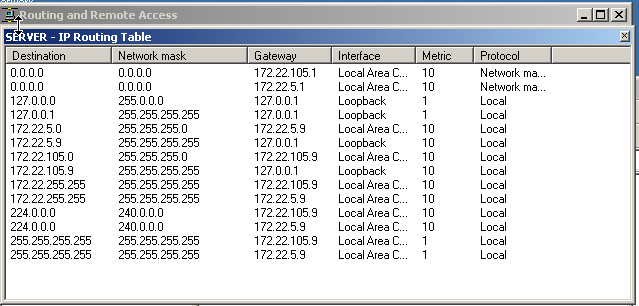 Routing and Remote Access
SERVER - IP Routing Table
Destination Network mask Gateway Interface Metric Protocol
0.0.0.0 0.0.0.0 172.22.105.1 Local Area C... 10 Network ma...
0.0.0.0 0.0.0.0 172.22.5.1 Local Area C... 10 Network ma...
127.0.0.0 255.0.0.0 127.0.0.1 Loopback 1 Local
127.0.0.1 255.255.255.255 127.0.0.1 Loopback 1 Local
172.22.5.0 255.255.255.0 172.22.5.9 Local Area C... 10 Local
172.22.5.9 255.255.255.255 127.0.0.1 Loopback 10 Local
172.22.105.0 255.255.255.0 172.22.105.9 Local Area C... 10 Local
172.22.105.9 255.255.255.255 127.0.0.1 Loopback 10 Local
172.22.255.255 255.255.255.255 172.22.105.9 Local Area C... 10 Local
172.22.255.255 255.255.255.255 172.22.5.9 Local Area C... 10 Local
224.0.0.0 240.0.0.0 172.22.105.9 Local Area C... 10 Local
224.0.0.0 240.0.0.0 172.22.5.9 Local Area C... 10 Local
255.255.255.255 255.255.255.255 172.22.105.9 Local Area C... 1 Local
255.255.255.255 255.255.255.255 172.22.5.9 Local Area C... 1 Local